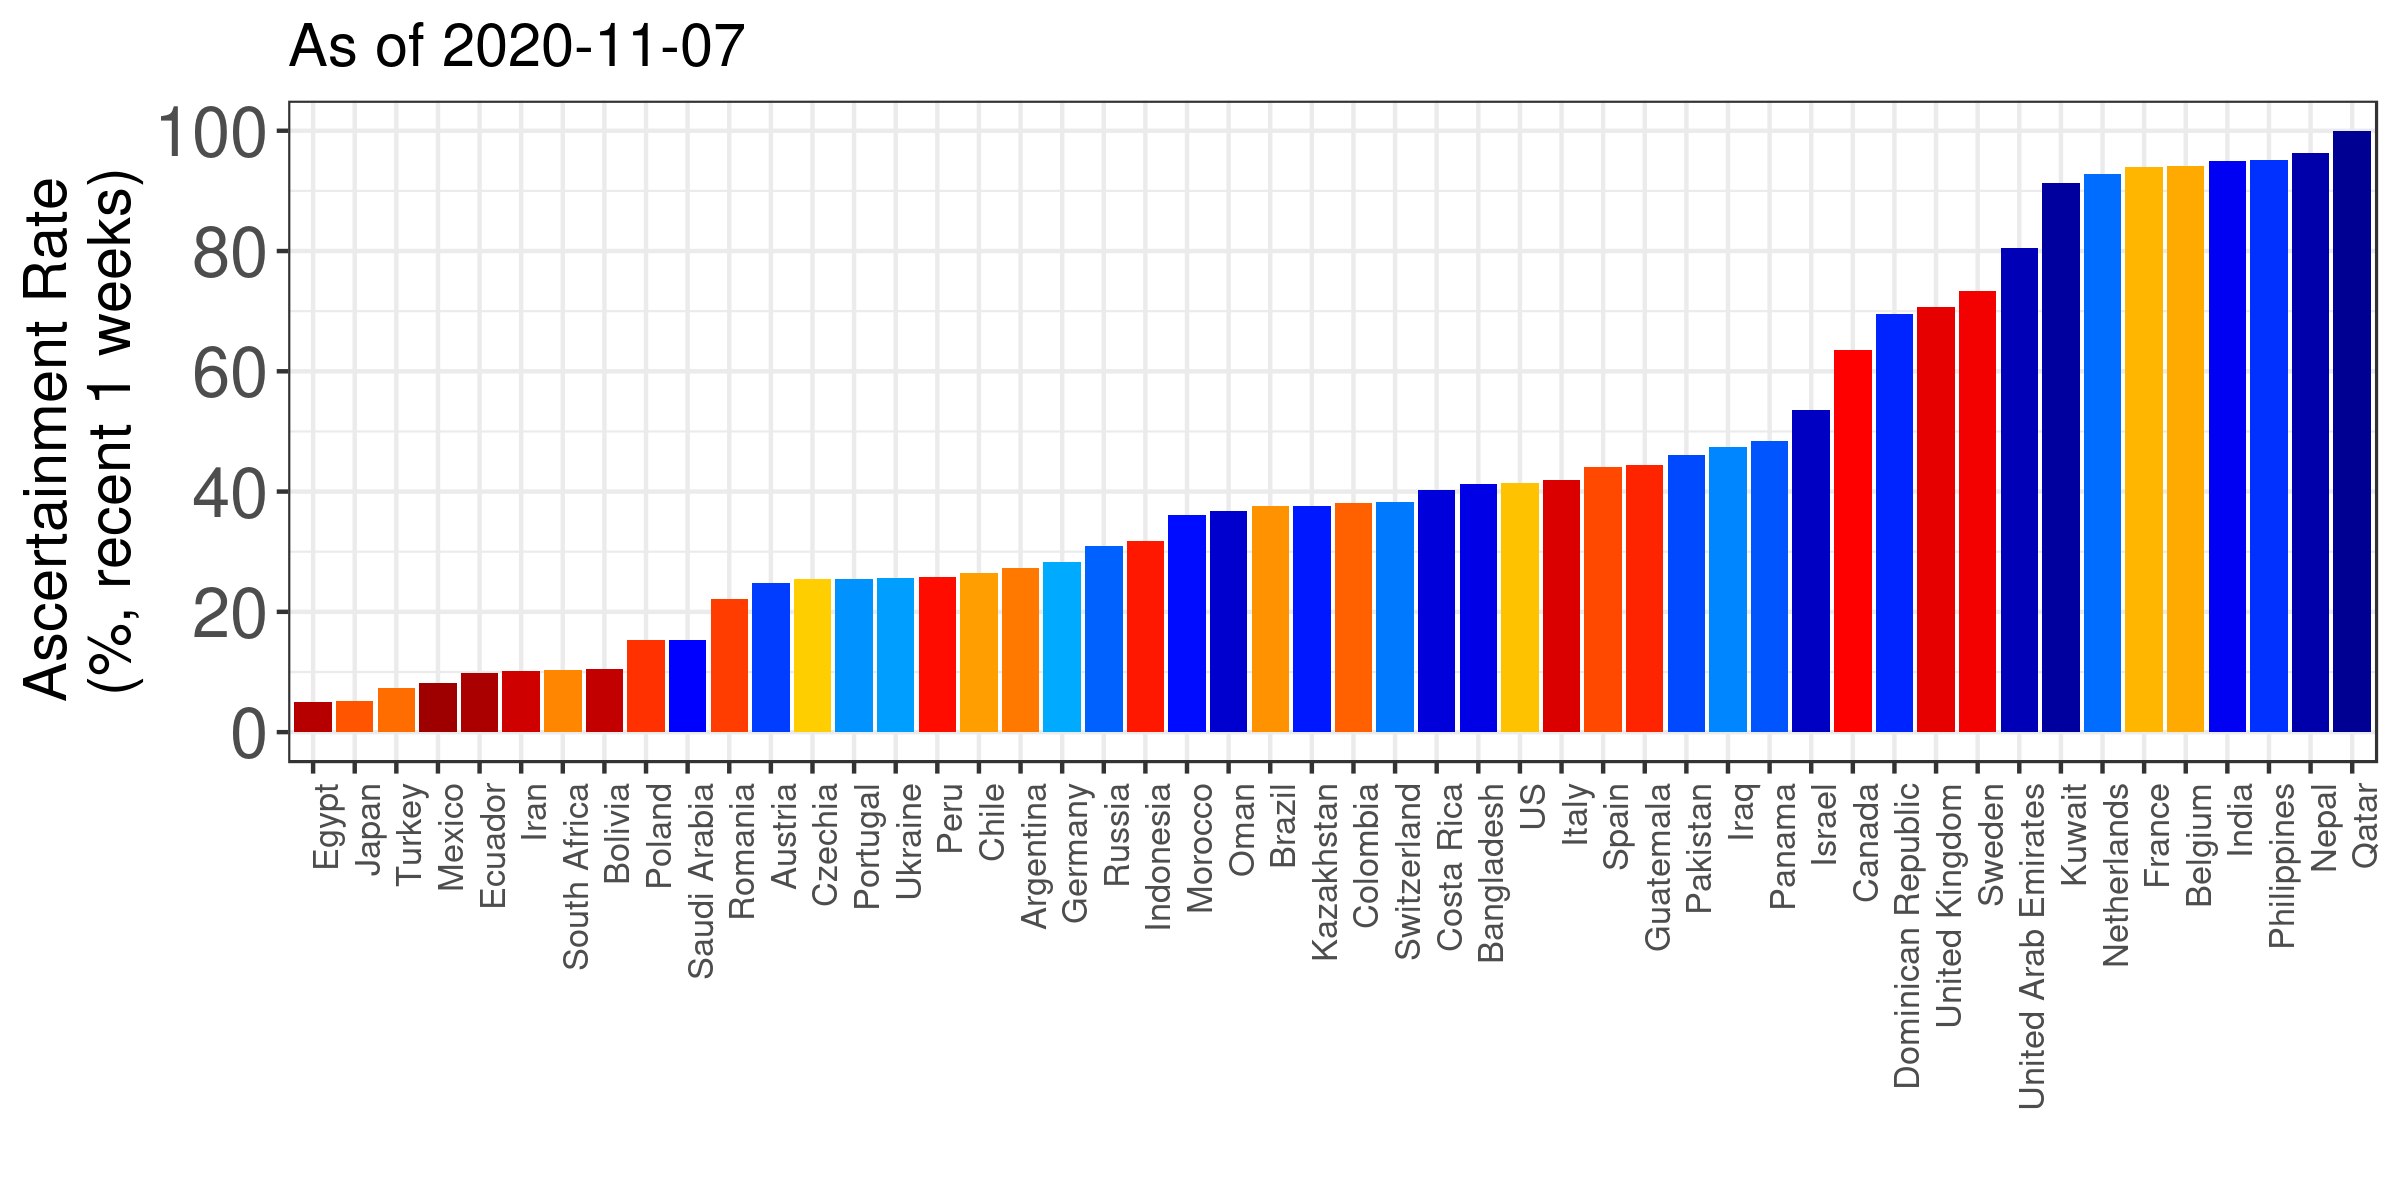 As of 2020-11-07
Ascertainment Rate
(%, recent 1 weeks)
100
80
60
40
20
0
Egypt
Japan
Turkey
Mexico
Ecuador
Iran
South Africa
Bolivia
Poland
Saudi Arabia
Romania
Austria
Czechia
Portugal
Ukraine
Peru
Chile
Argentina
Germany
Russia
Indonesia
Morocco
Oman
Brazil
Kazakhstan
Colombia
Switzerland
Costa Rica
Bangladesh
US
Italy
Spain
Guatemala
Pakistan
Iraq
Panama
Israel
Canada
Dominican Republic
United Kingdom
Sweden
United Arab Emirates
Kuwait
Netherlands
France
Belgium
India
Philippines
Nepal
Qatar